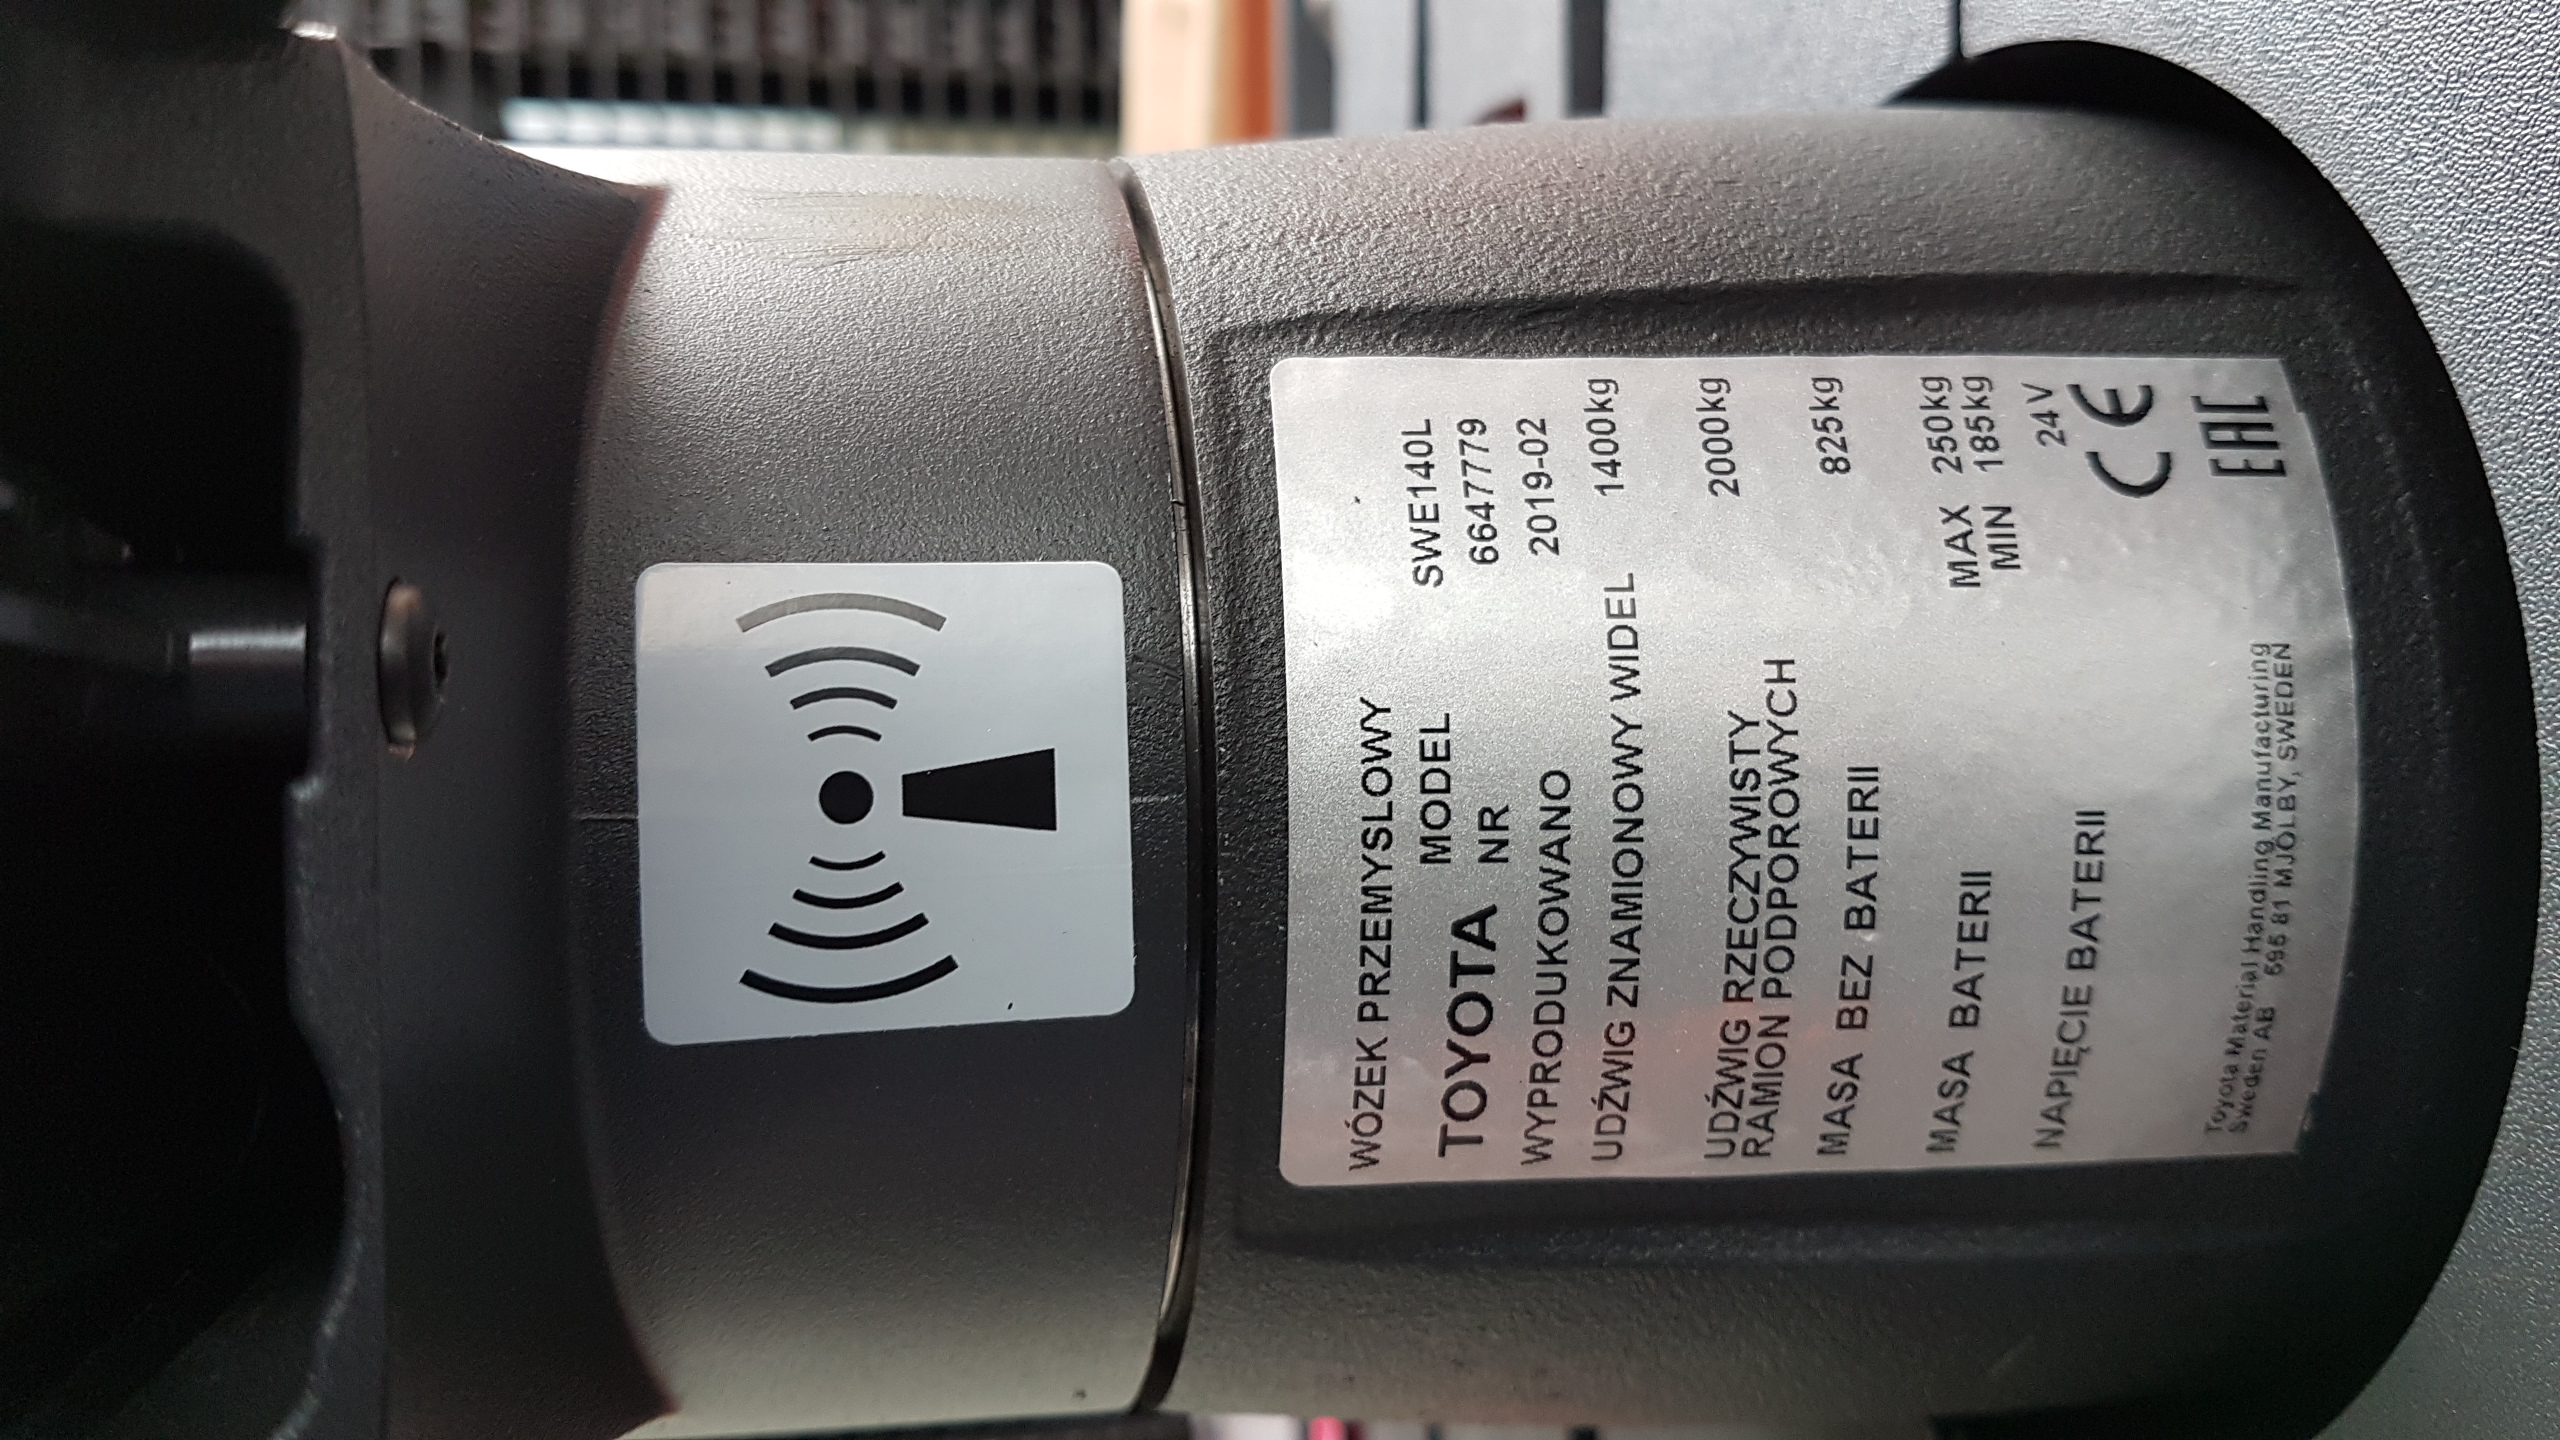 WÓZEK PRZEMYSLOWY
TOYOTA MODEL SWE140L
NR 6647779
WYPRODUKOWANO 2019-02
UDŹWIG ZNAMIONOWY WIDEL 1400kg
UDŹWIG RZECZYWISTY
RAMION PODPOROWYCH 2000kg
MASA BEZ BATERII 825kg
MASA BATERII MAX 250kg
MIN 185kg
NAPIĘCIE BATERII 24V
CE
EAC
Toyota Material Handling Manufacturing
Sweden AB 595 81 MJÖLBY, SWEDEN